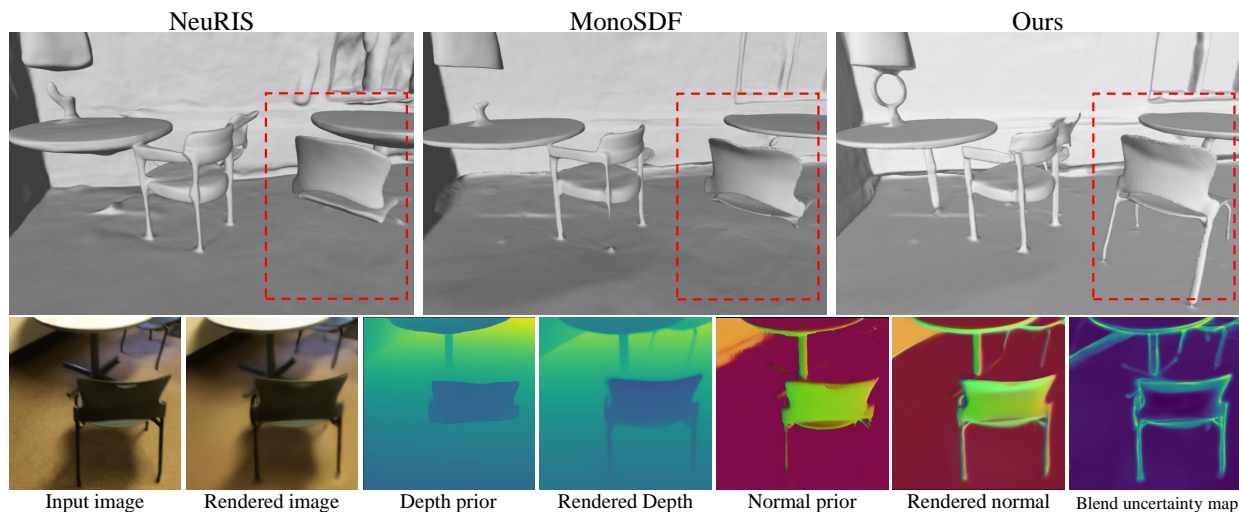 NeuRIS MonoSDF Ours
Input image Rendered image Depth prior Rendered Depth Normal prior Rendered normal Blend uncertainty map